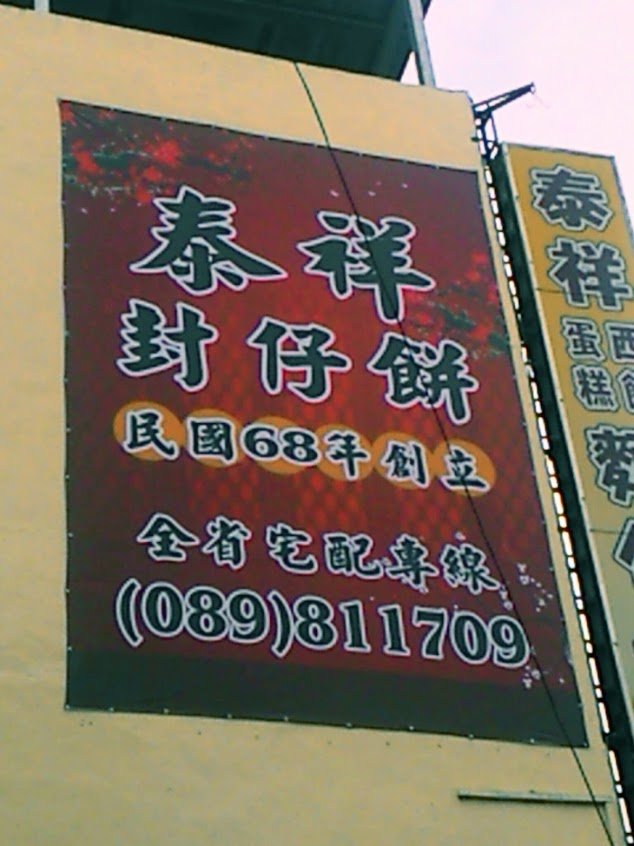 泰祥
封仔餅
民國68年創立
全省宅配專線
(089)811709
泰祥
西
蛋糕